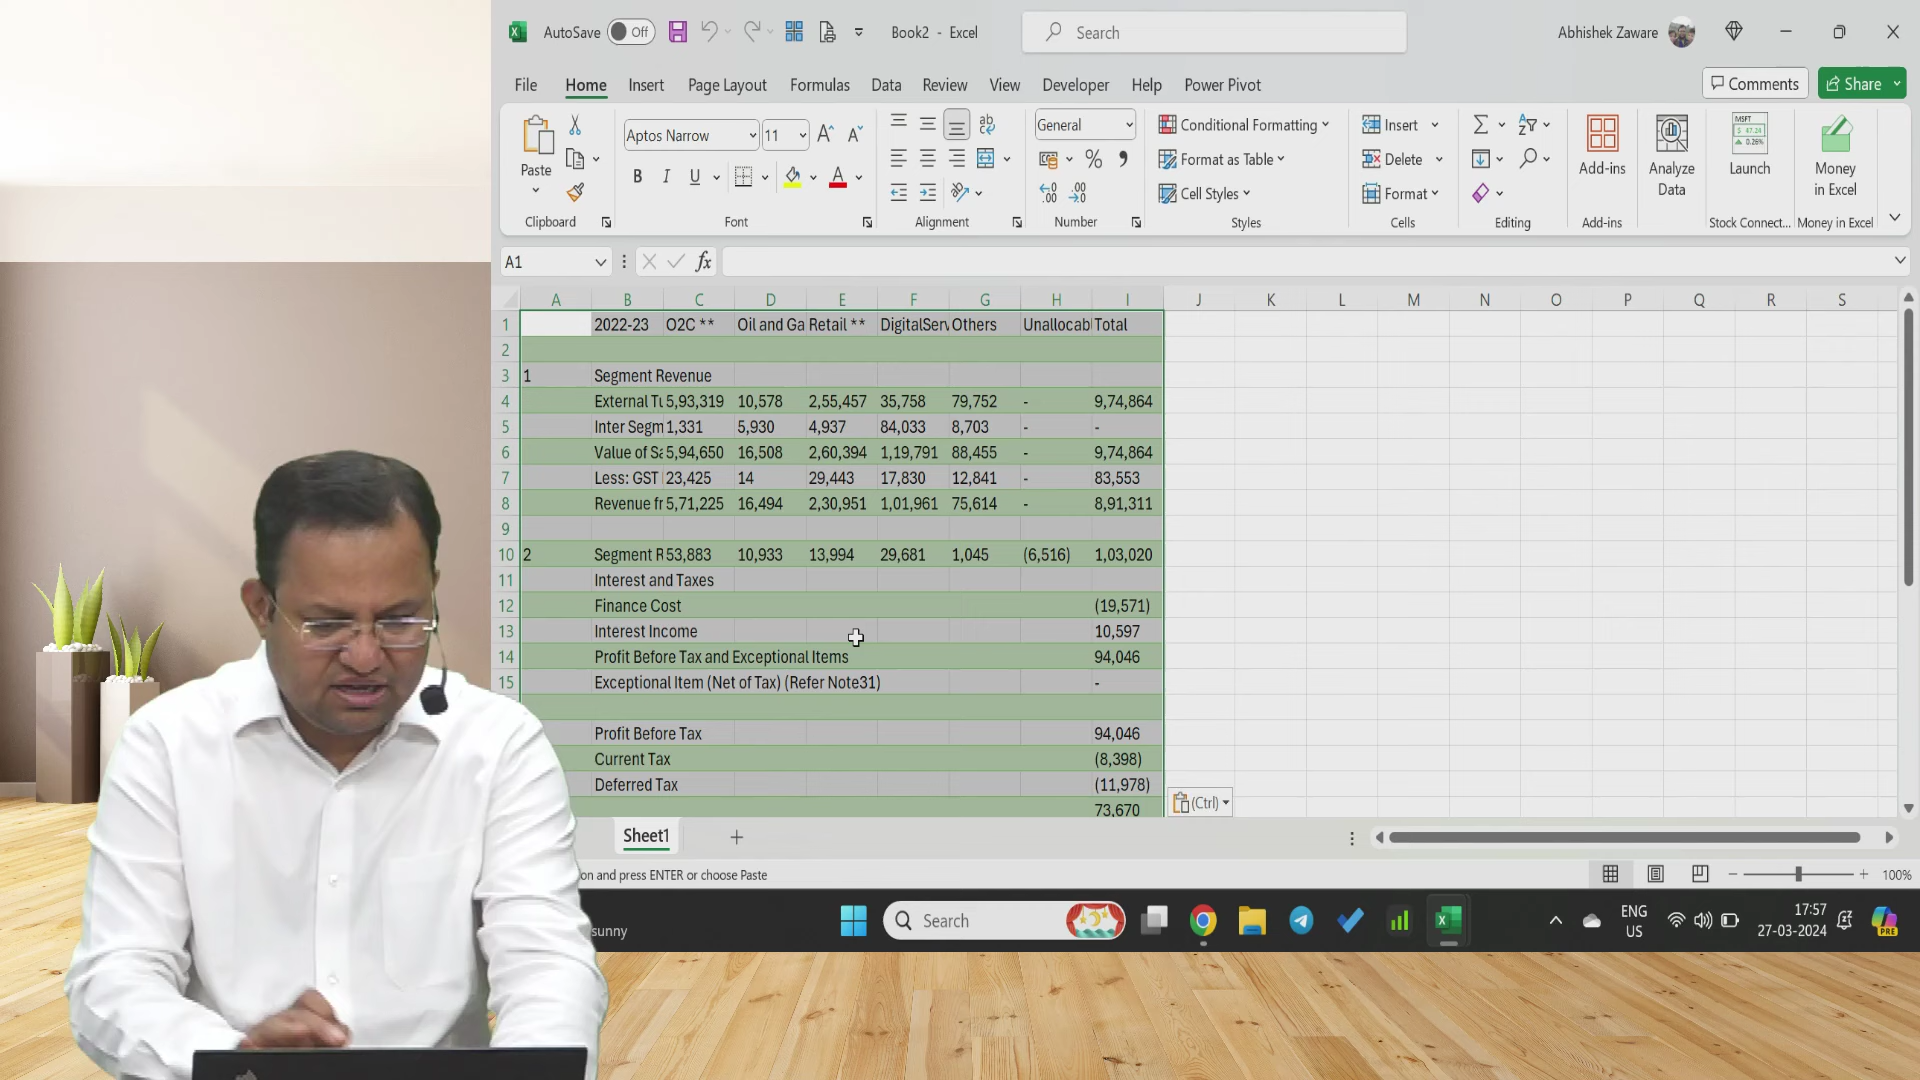 AutoSave Off Book2 - Excel Search Abhishek Zaware
File Home Insert Page Layout Formulas Data Review View Developer Help Power Pivot Comments Share
Paste
Clipboard
Aptos Narrow 11
B I U
Font
Alignment
General
Number
Conditional Formatting
Format as Table
Cell Styles
Styles
Insert
Delete
Format
Cells
Editing
Add-ins
Add-ins
Analyze
Data
Launch
Stock Connect...
Money
in Excel
Money in Excel
A1 fx
A B C D E F G H I J K L M N O P Q R S
1 2022-23 O2C ** Oil and Ga Retail ** DigitalServ Others Unallocabl Total
2
3 1 Segment Revenue
4 External Tu 5,93,319 10,578 2,55,457 35,758 79,752 - 9,74,864
5 Inter Segm 1,331 5,930 4,937 84,033 8,703 - -
6 Value of Sa 5,94,650 16,508 2,60,394 1,19,791 88,455 - 9,74,864
7 Less: GST 23,425 14 29,443 17,830 12,841 - 83,553
8 Revenue fr 5,71,225 16,494 2,30,951 1,01,961 75,614 - 8,91,311
9
10 2 Segment R 53,883 10,933 13,994 29,681 1,045 (6,516) 1,03,020
11 Interest and Taxes
12 Finance Cost (19,571)
13 Interest Income 10,597
14 Profit Before Tax and Exceptional Items 94,046
15 Exceptional Item (Net of Tax) (Refer Note31) -
Profit Before Tax 94,046
Current Tax (8,398)
Deferred Tax (11,978)
73,670
(Ctrl)
Sheet1
on and press ENTER or choose Paste 100%
sunny Search ENG
US 17:57
27-03-2024